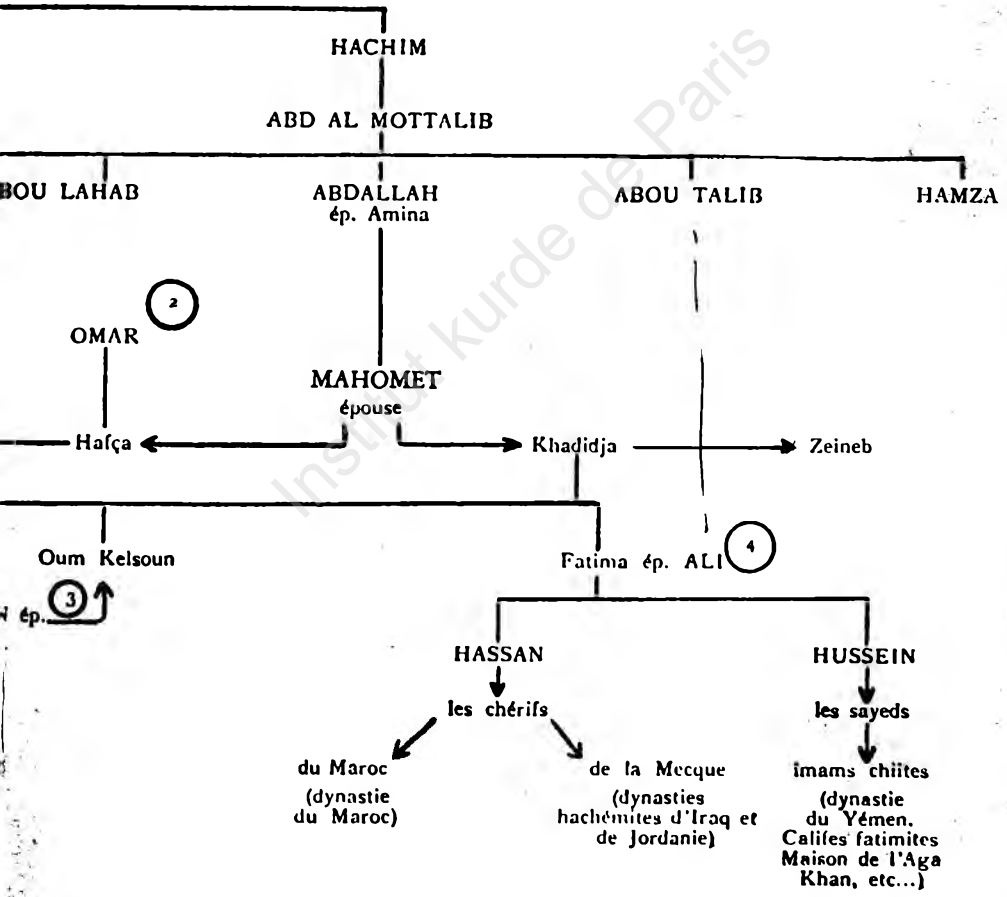 HACHIM
ABD AL MOTTALIB
BOU LAHAB
ABDALLAH
ép. Amina
ABOU TALIB
HAMZA
2
OMAR
MAHOMET
épouse
Hafça
Khadidja
Zeineb
Oum Kelsoun
Fatima ép. ALI
4
ép.
3
HASSAN
HUSSEIN
les chérifs
les sayeds
du Maroc
(dynastie
du Maroc)
de la Mecque
(dynasties
hachémites d'Iraq et
de Jordanie)
imams chiites
(dynastie
du Yémen.
Califes fatimites
Maison de l'Aga
Khan, etc...)
Institut kurde de Paris